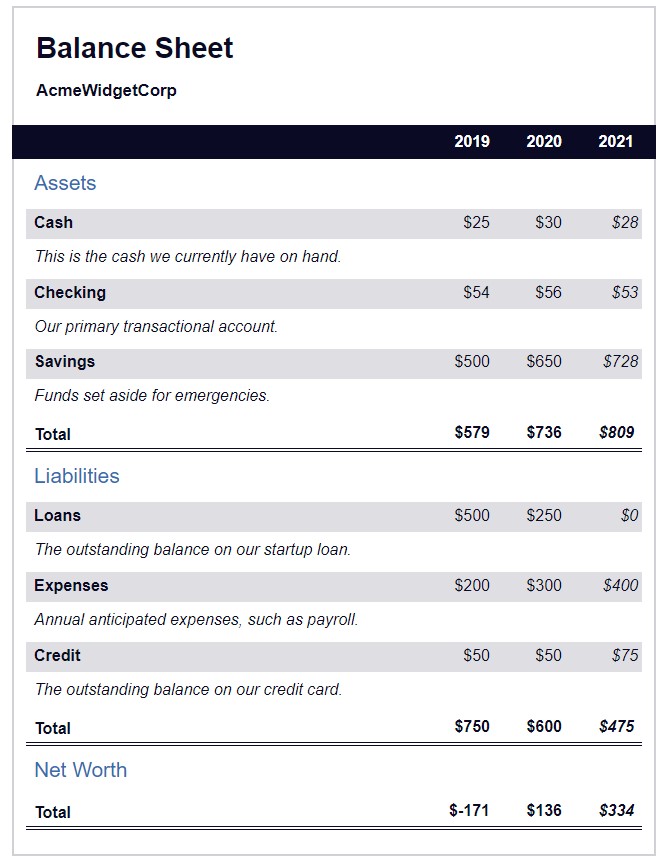 Balance Sheet
AcmeWidgetCorp
2019 2020 2021
Assets
Cash $25 $30 $28
This is the cash we currently have on hand.
Checking $54 $56 $53
Our primary transactional account.
Savings $500 $650 $728
Funds set aside for emergencies.
Total $579 $736 $809
Liabilities
Loans $500 $250 $0
The outstanding balance on our startup loan.
Expenses $200 $300 $400
Annual anticipated expenses, such as payroll.
Credit $50 $50 $75
The outstanding balance on our credit card.
Total $750 $600 $475
Net Worth
Total $-171 $136 $334